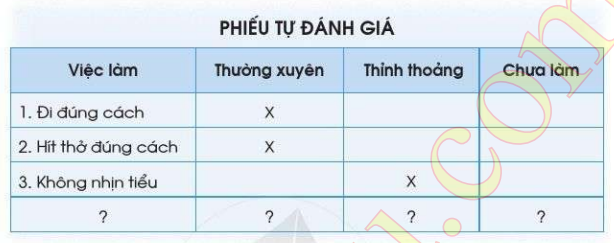 PHIẾU TỰ ĐÁNH GIÁ
Việc làm Thường xuyên Thỉnh thoảng Chưa làm
1. Đi đúng cách X
2. Hít thở đúng cách X
3. Không nhịn tiểu X
? ? ? ?